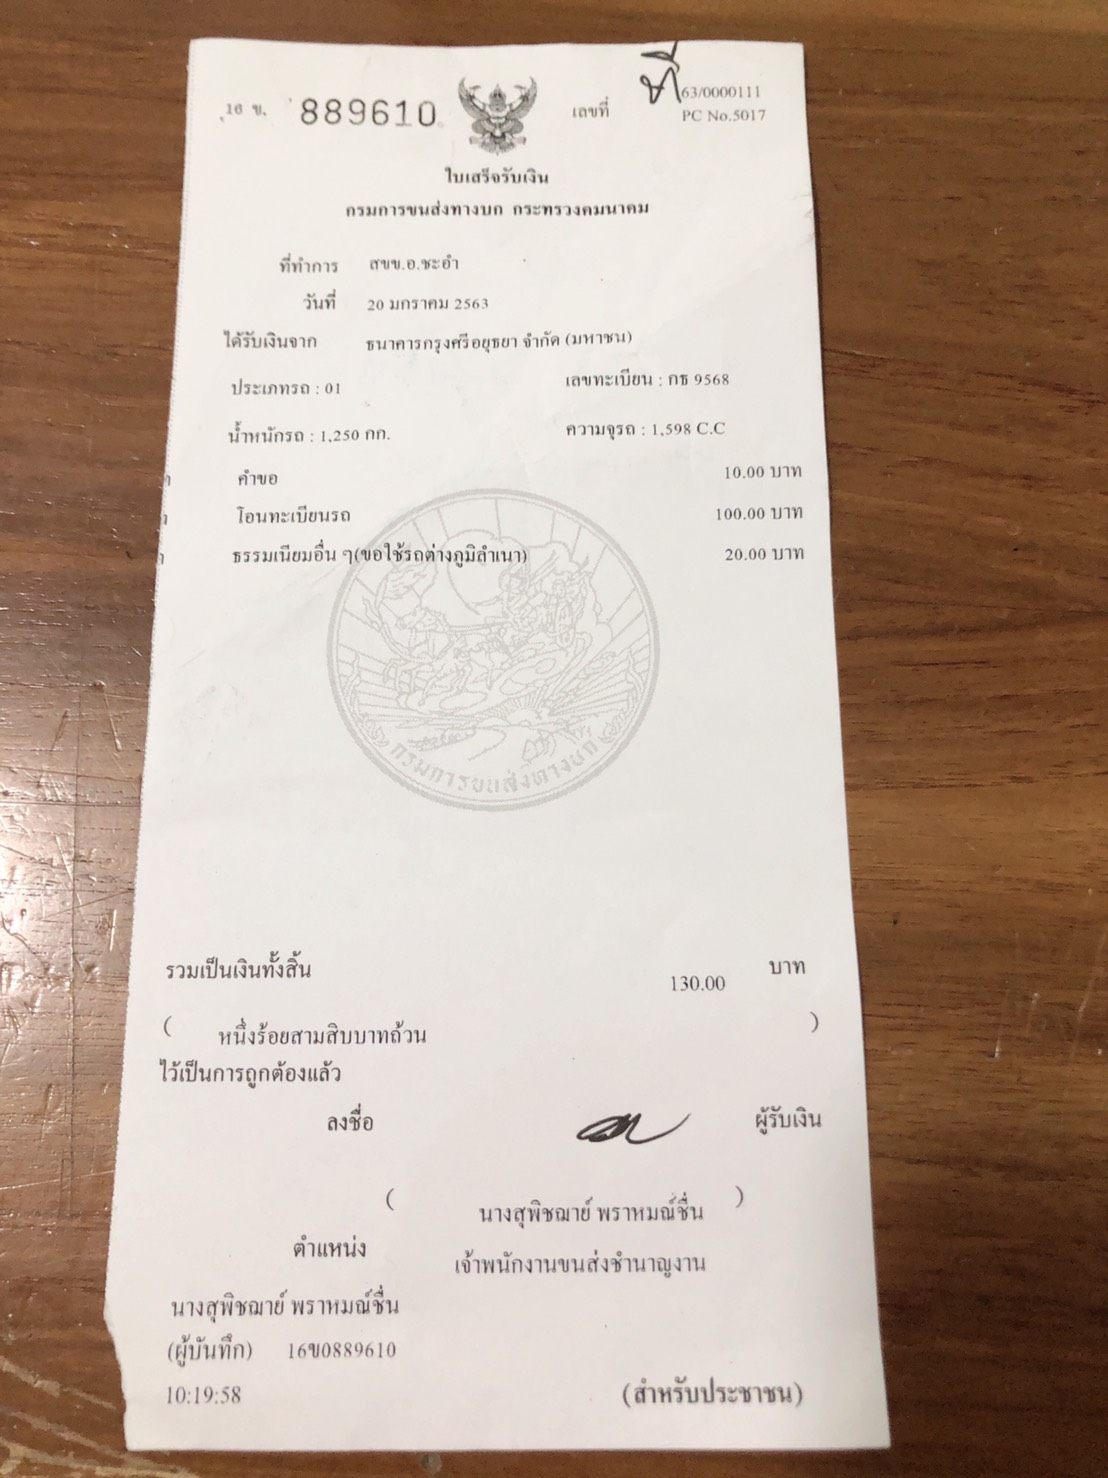 16 ข. 889610 เลขที่ ที่ 63/0000111
PC No.5017
ใบเสร็จรับเงิน
กรมการขนส่งทางบก กระทรวงคมนาคม
ที่ทำการ สขข.อ.ชะอำ
วันที่ 20 มกราคม 2563
ได้รับเงินจาก ธนาคารกรุงศรีอยุธยา จำกัด (มหาชน)
ประเภทรถ : 01 เลขทะเบียน : กธ 9568
น้ำหนักรถ : 1,250 กก. ความจุรถ : 1,598 C.C
คำขอ 10.00 บาท
โอนทะเบียนรถ 100.00 บาท
ธรรมเนียมอื่น ๆ(ขอใช้รถต่างภูมิลำเนา) 20.00 บาท
กรมการขนส่งทางบก
รวมเป็นเงินทั้งสิ้น 130.00 บาท
( หนึ่งร้อยสามสิบบาทถ้วน )
ไว้เป็นการถูกต้องแล้ว
ลงชื่อ ผู้รับเงิน
( นางสุพิชฌาย์ พราหมณ์ชื่น )
ตำแหน่ง เจ้าพนักงานขนส่งชำนาญงาน
นางสุพิชฌาย์ พราหมณ์ชื่น
(ผู้บันทึก) 16ข0889610
10:19:58 (สำหรับประชาชน)